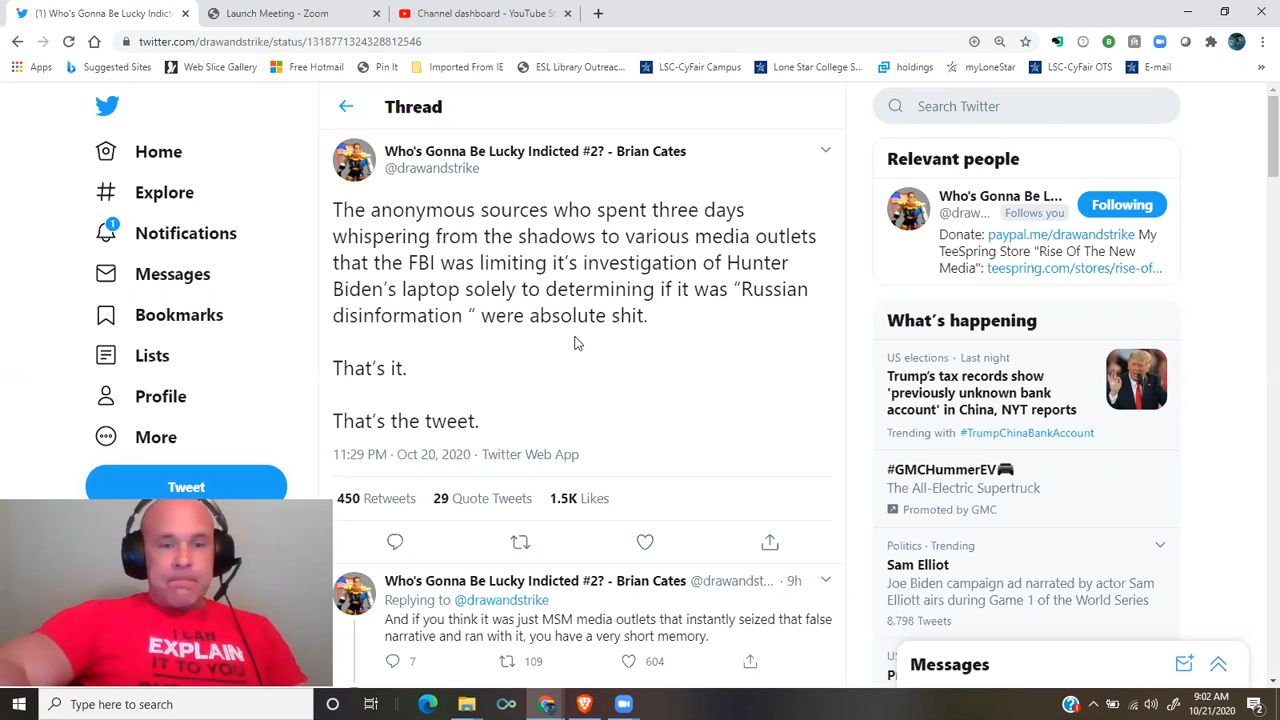 (1) Who's Gonna Be Lucky Indict
Launch Meeting - Zoom
Channel dashboard - YouTube St
twitter.com/drawandstrike/status/1318771324328812546
Apps
Suggested Sites
Web Slice Gallery
Free Hotmail
Pin It
Imported From IE
ESL Library Outreac...
LSC-CyFair Campus
Lone Star College S...
holdings
myLoneStar
LSC-CyFair OTS
E-mail
»
Home
Explore
1
Notifications
Messages
Bookmarks
Lists
Profile
More
Tweet
Thread
Who's Gonna Be Lucky Indicted #2? - Brian Cates
@drawandstrike
The anonymous sources who spent three days
whispering from the shadows to various media outlets
that the FBI was limiting it’s investigation of Hunter
Biden’s laptop solely to determining if it was “Russian
disinformation “ were absolute shit.
That’s it.
That’s the tweet.
11:29 PM · Oct 20, 2020 · Twitter Web App
450 Retweets 29 Quote Tweets 1.5K Likes
Who's Gonna Be Lucky Indicted #2? - Brian Cates @drawandst... · 9h
Replying to @drawandstrike
And if you think it was just MSM media outlets that instantly seized that false
narrative and ran with it, you have a very short memory.
7 109 604
Search Twitter
Relevant people
Who's Gonna Be L...
@draw... Follows you
Following
Donate: paypal.me/drawandstrike My
TeeSpring Store "Rise Of The New
Media": teespring.com/stores/rise-of...
What’s happening
US elections · Last night
Trump’s tax records show
'previously unknown bank
account' in China, NYT reports
Trending with #TrumpChinaBankAccount
#GMCHummerEV
The All-Electric Supertruck
Promoted by GMC
Politics · Trending
Sam Elliot
Joe Biden campaign ad narrated by actor Sam
Elliott airs during Game 1 of the World Series
8,798 Tweets
Messages
I CAN
EXPLAIN
IT TO YOU
Type here to search
9:02 AM
10/21/2020
2